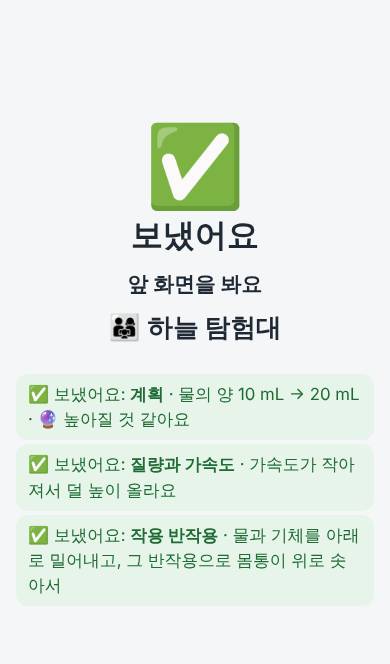 ✅
보냈어요
앞 화면을 봐요
👨‍👩‍👧 하늘 탐험대
✅ 보냈어요: 계획 · 물의 양 10 mL → 20 mL
· 🔮 높아질 것 같아요
✅ 보냈어요: 질량과 가속도 · 가속도가 작아
져서 덜 높이 올라요
✅ 보냈어요: 작용 반작용 · 물과 기체를 아래
로 밀어내고, 그 반작용으로 몸통이 위로 솟
아서